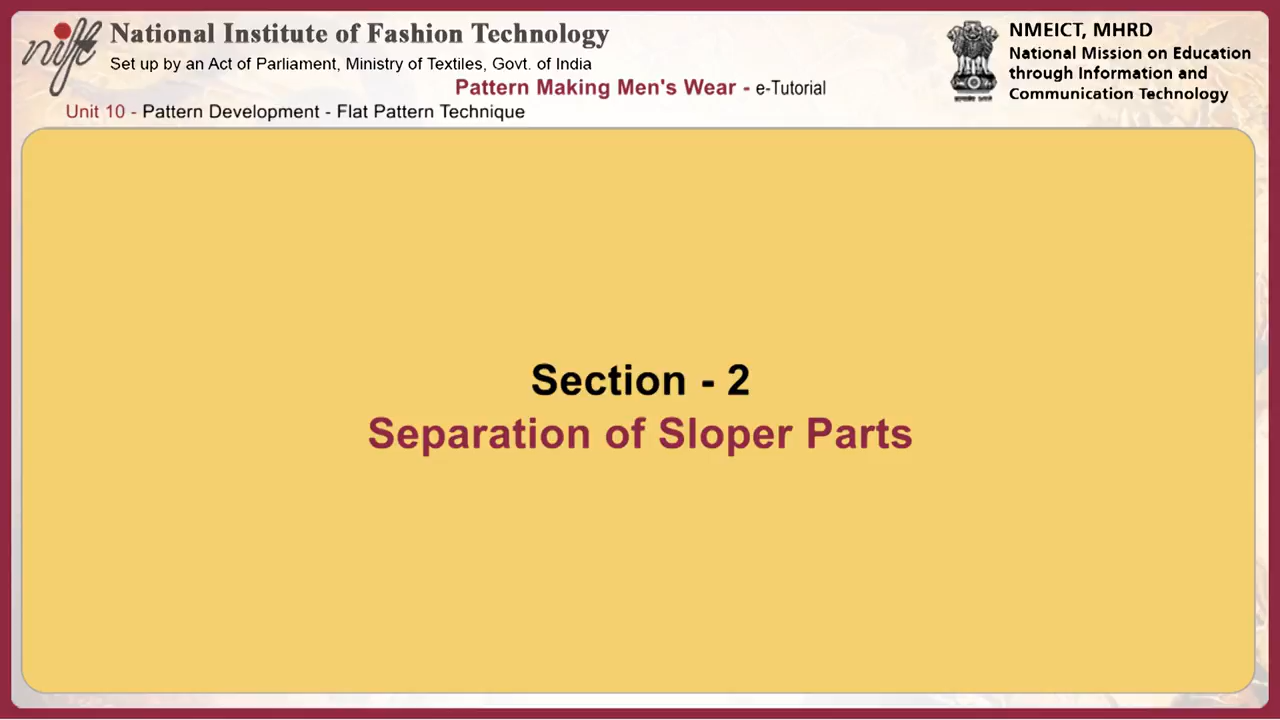 nift
National Institute of Fashion Technology
Set up by an Act of Parliament, Ministry of Textiles, Govt. of India
Pattern Making Men's Wear - e-Tutorial
Unit 10 - Pattern Development - Flat Pattern Technique
NMEICT, MHRD
National Mission on Education
through Information and
Communication Technology
Section - 2
Separation of Sloper Parts